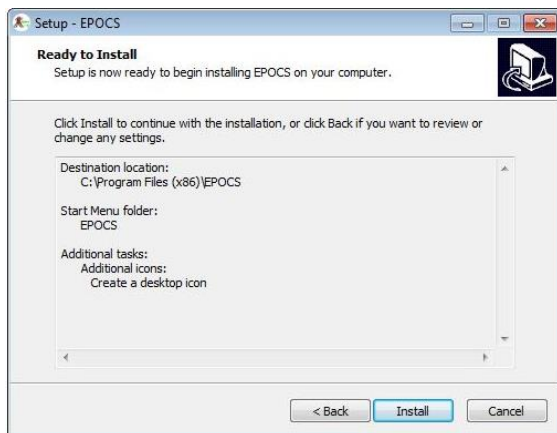 Setup - EPOCS
Ready to Install
Setup is now ready to begin installing EPOCS on your computer.
Click Install to continue with the installation, or click Back if you want to review or
change any settings.
Destination location:
C:\Program Files (x86)\EPOCS
Start Menu folder:
EPOCS
Additional tasks:
Additional icons:
Create a desktop icon
< Back
Install
Cancel